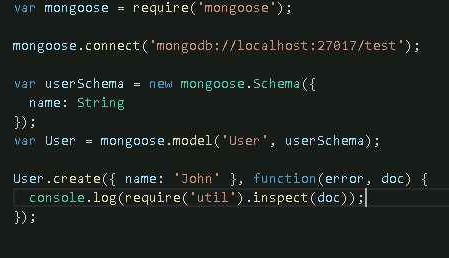 var mongoose = require('mongoose');
mongoose.connect('mongodb://localhost:27017/test');
var userSchema = new mongoose.Schema({
  name: String
});
var User = mongoose.model('User', userSchema);
User.create({ name: 'John' }, function(error, doc) {
  console.log(require('util').inspect(doc));
});